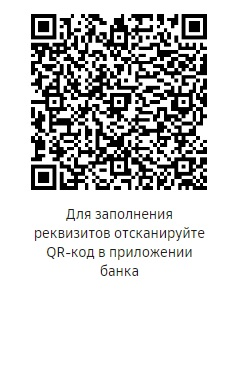 Для заполнения
реквизитов отсканируйте
QR-код в приложении
банка